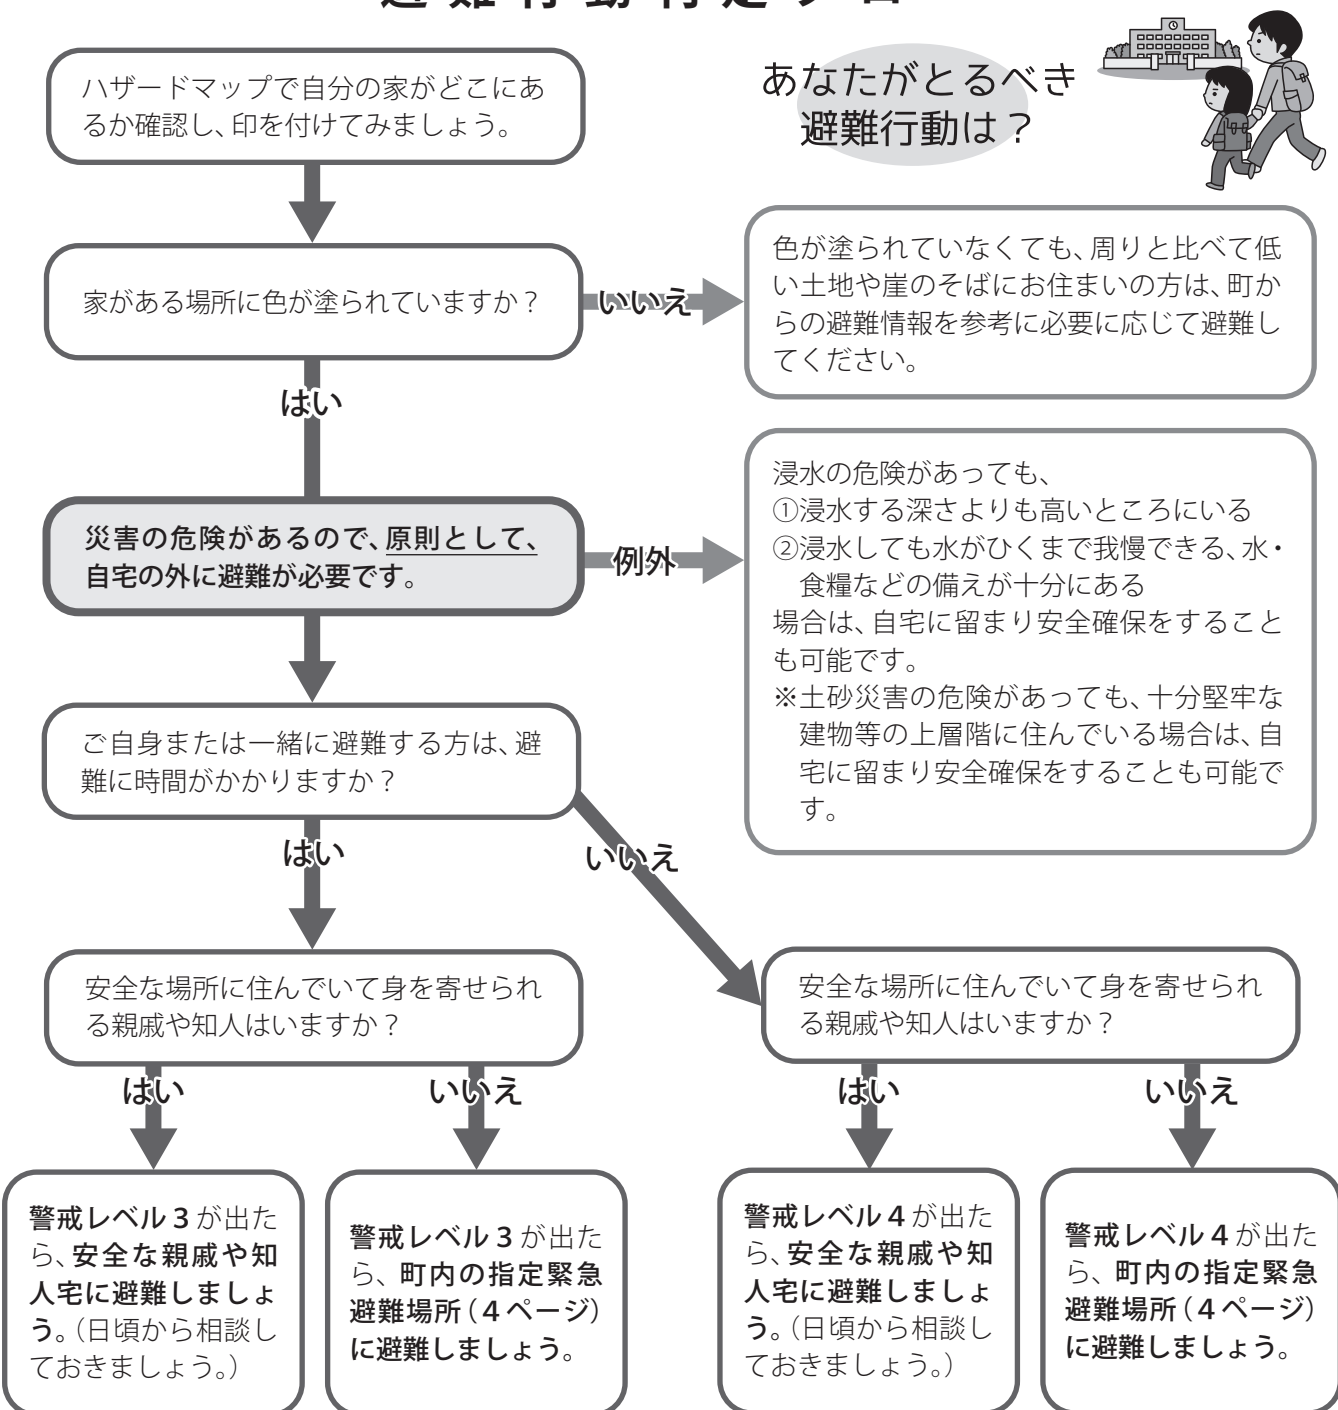 ハザードマップで自分の家がどこにあ
るか確認し、印を付けてみましょう。
あなたがとるべき
避難行動は？
家がある場所に色が塗られていますか？
いいえ
色が塗られていなくても、周りと比べて低
い土地や崖のそばにお住まいの方は、町か
らの避難情報を参考に必要に応じて避難し
てください。
はい
災害の危険があるので、原則として、
自宅の外に避難が必要です。
例外
浸水の危険があっても、
①浸水する深さよりも高いところにいる
②浸水しても水がひくまで我慢できる、水・
食糧などの備えが十分にある
場合は、自宅に留まり安全確保をすること
も可能です。
※土砂災害の危険があっても、十分堅牢な
建物等の上層階に住んでいる場合は、自
宅に留まり安全確保をすることも可能で
す。
ご自身または一緒に避難する方は、避
難に時間がかかりますか？
はい
いいえ
安全な場所に住んでいて身を寄せられ
る親戚や知人はいますか？
はい
いいえ
安全な場所に住んでいて身を寄せられ
る親戚や知人はいますか？
はい
いいえ
警戒レベル３が出た
ら、安全な親戚や知
人宅に避難しましょ
う。（日頃から相談し
ておきましょう。）
警戒レベル３が出た
ら、町内の指定緊急
避難場所（４ページ）
に避難しましょう。
警戒レベル４が出た
ら、安全な親戚や知
人宅に避難しましょ
う。（日頃から相談し
ておきましょう。）
警戒レベル４が出た
ら、町内の指定緊急
避難場所（４ページ）
に避難しましょう。